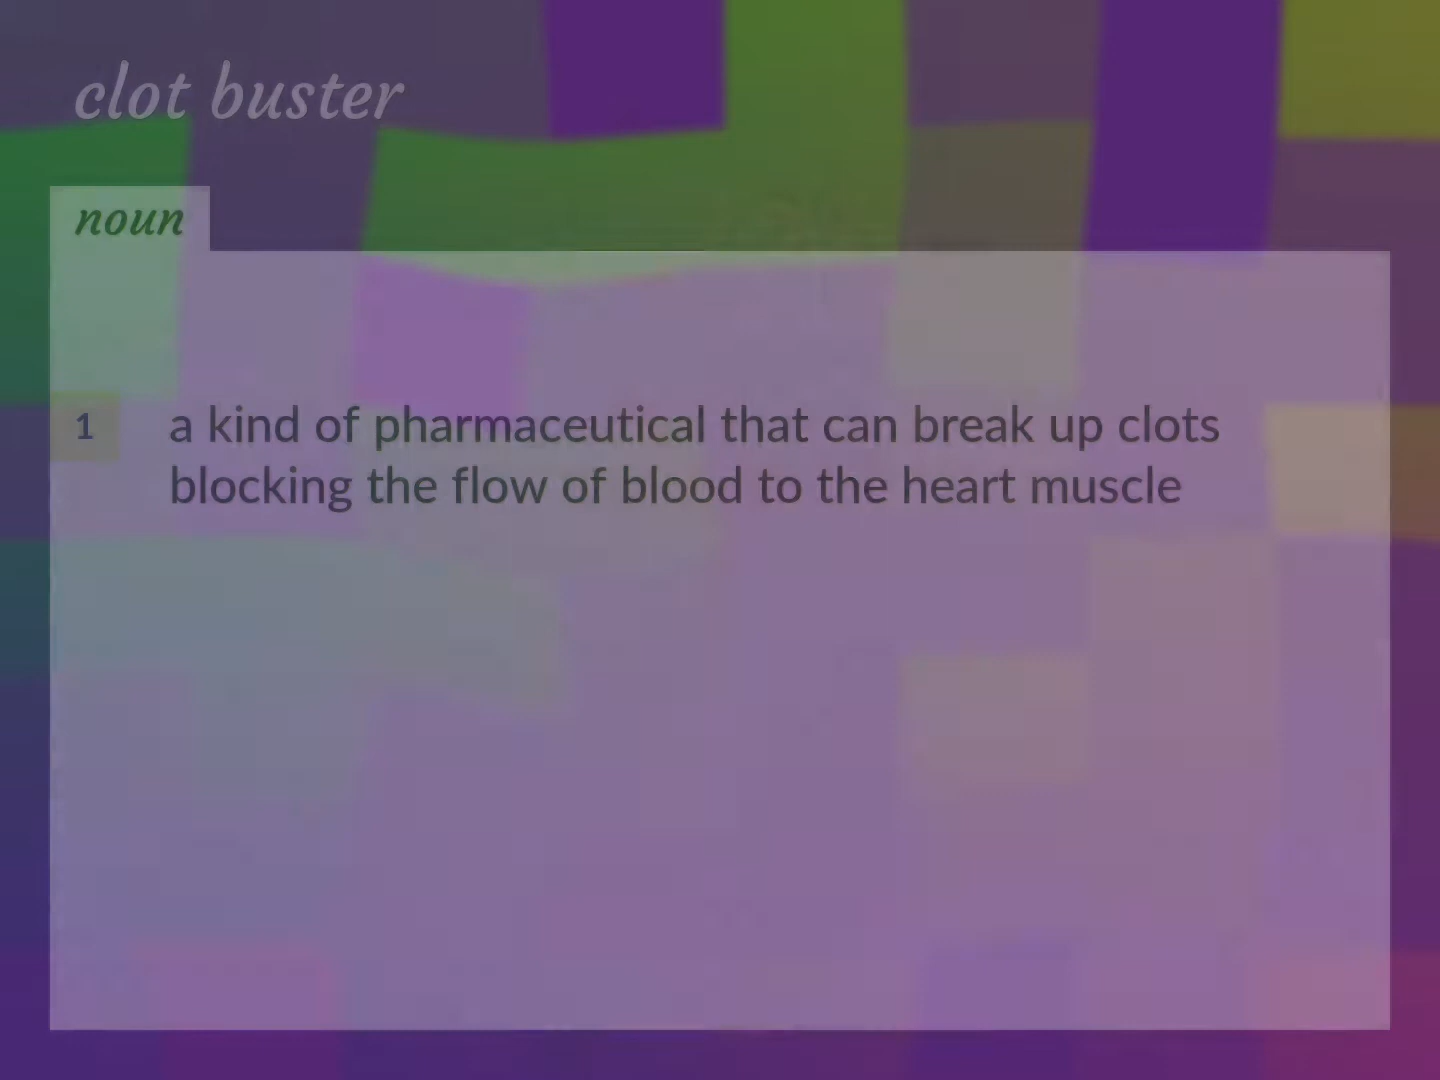 clot buster
noun
1 a kind of pharmaceutical that can break up clots
blocking the flow of blood to the heart muscle